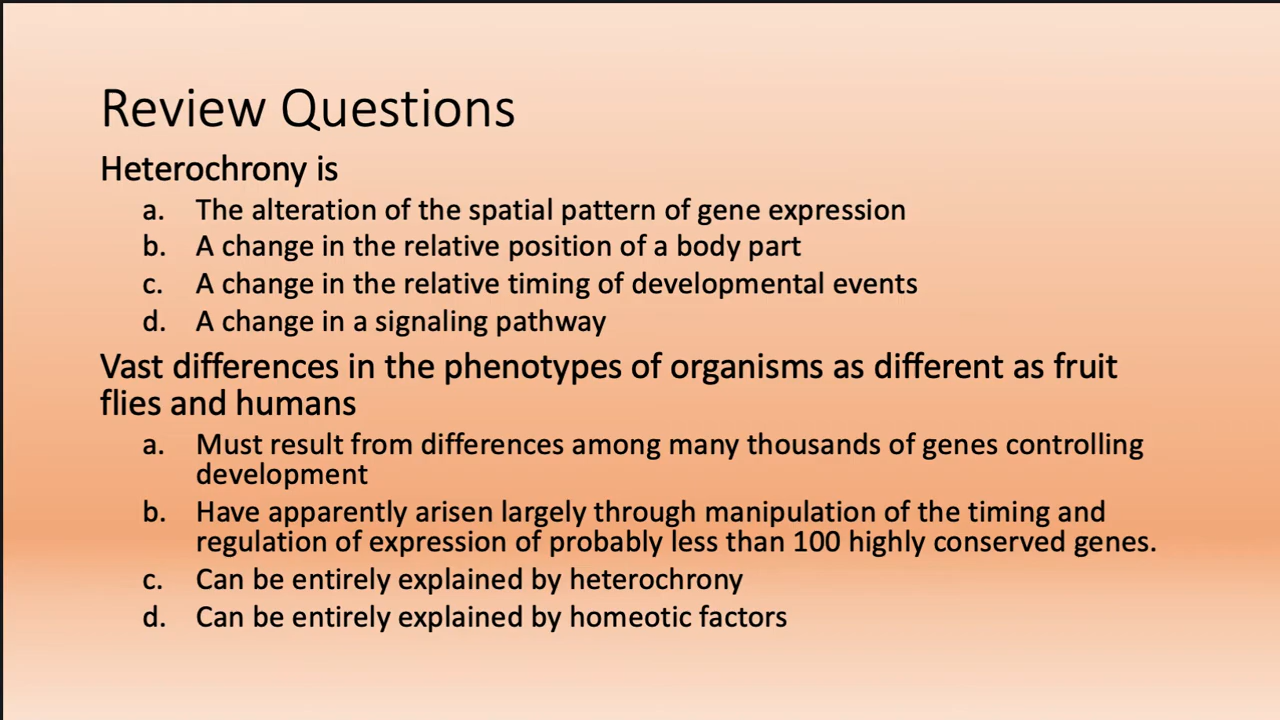 Review Questions
Heterochrony is
a. The alteration of the spatial pattern of gene expression
b. A change in the relative position of a body part
c. A change in the relative timing of developmental events
d. A change in a signaling pathway
Vast differences in the phenotypes of organisms as different as fruit
flies and humans
a. Must result from differences among many thousands of genes controlling
development
b. Have apparently arisen largely through manipulation of the timing and
regulation of expression of probably less than 100 highly conserved genes.
c. Can be entirely explained by heterochrony
d. Can be entirely explained by homeotic factors